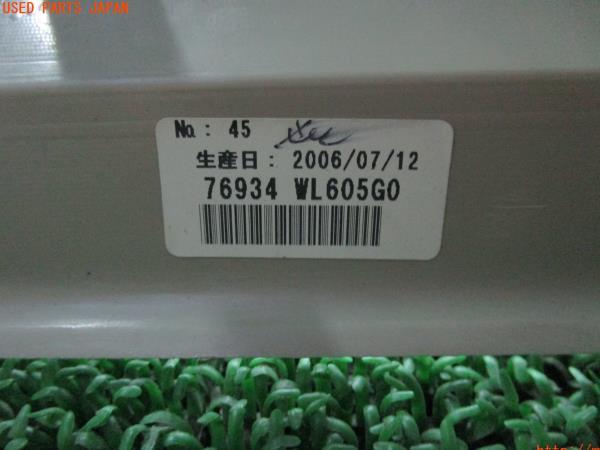 USED PARTS JAPAN
No. : 45
生産日 : 2006/07/12
76934 WL605G0